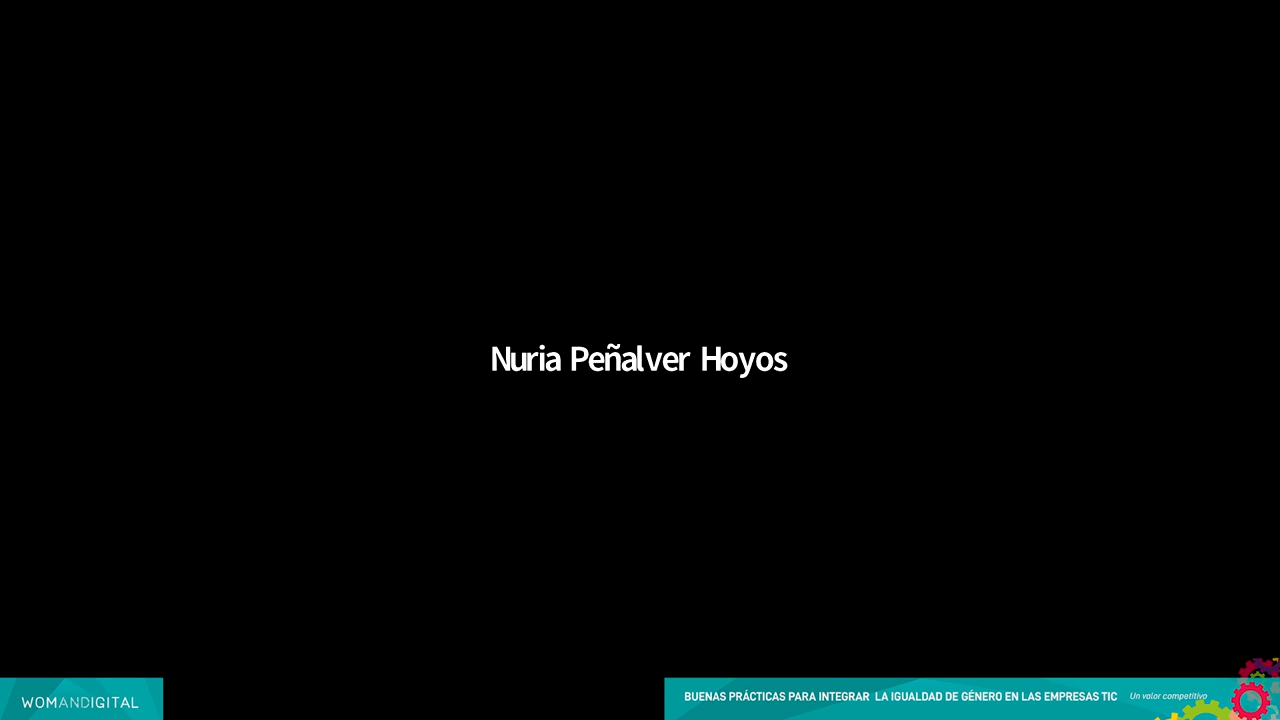 Nuria Peñalver Hoyos
WOMANDIGITAL
BUENAS PRÁCTICAS PARA INTEGRAR LA IGUALDAD DE GÉNERO EN LAS EMPRESAS TIC Un valor competitivo